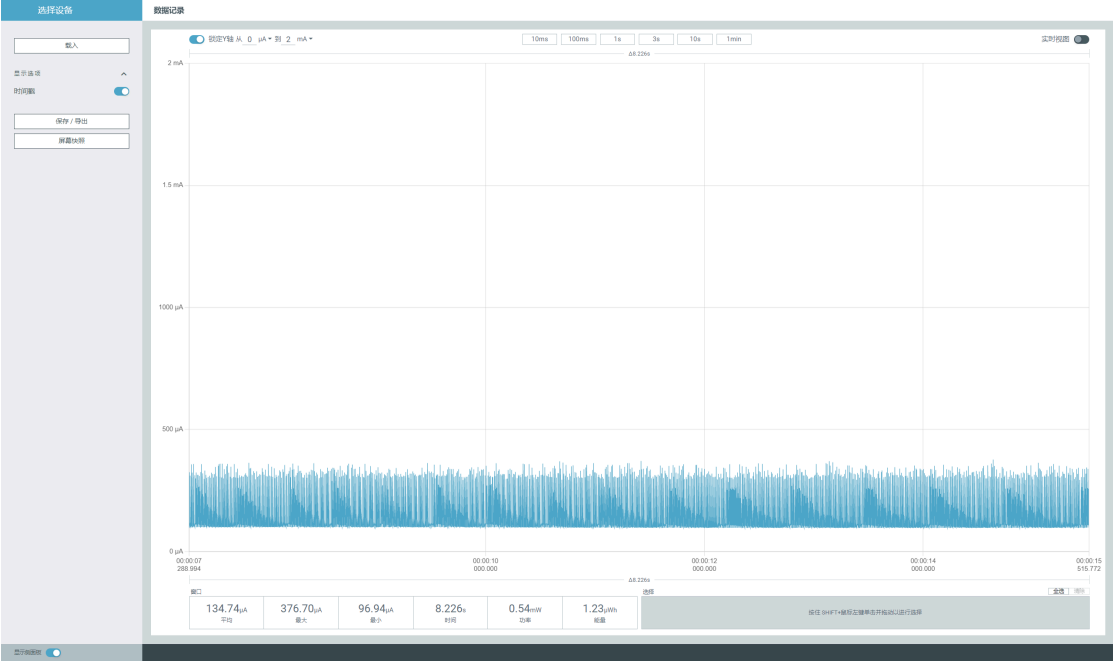 选择设备
数据记录
载入
显示选项
时间戳
保存 / 导出
屏幕快照
锁定Y轴 从 0 μA 到 2 mA
10ms 100ms 1s 3s 10s 1min
实时视图
Δ8.226s
2 mA
1.5 mA
1000 μA
500 μA
0 μA
00:00:07 00:00:10 00:00:12 00:00:14 00:00:15
288.994 000.000 000.000 000.000 515.772
Δ8.226s
窗口
134.74μA 376.70μA 96.94μA 8.226s 0.54mW 1.23μWh
平均 最大 最小 时间 功率 能量
选择
全选 清除
按住 SHIFT+鼠标左键单击并拖动以进行选择